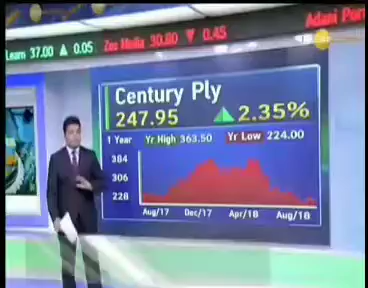 Learn 37.00 ▲ 0.05 Zee Media 30.80 ▼ 0.45 Adani Port
Century Ply
247.95 ▲ 2.35%
1 Year Yr High 363.50 Yr Low 224.00
384
306
228
Aug/17 Dec/17 Apr/18 Aug/18